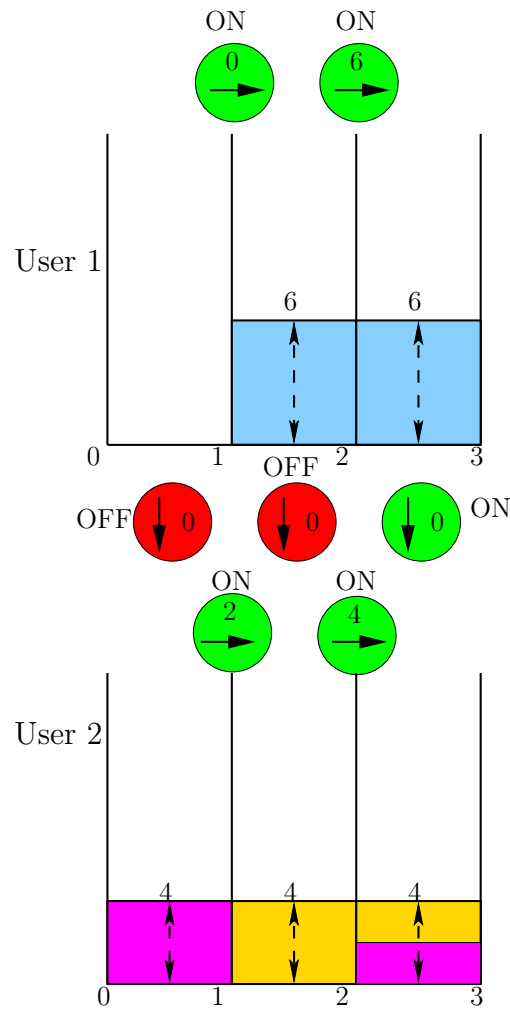 ON ON
0 6
User 1
6 6
0 1 2 3
OFF
OFF 0 0 0 ON
ON ON
2 4
User 2
4 4 4
0 1 2 3